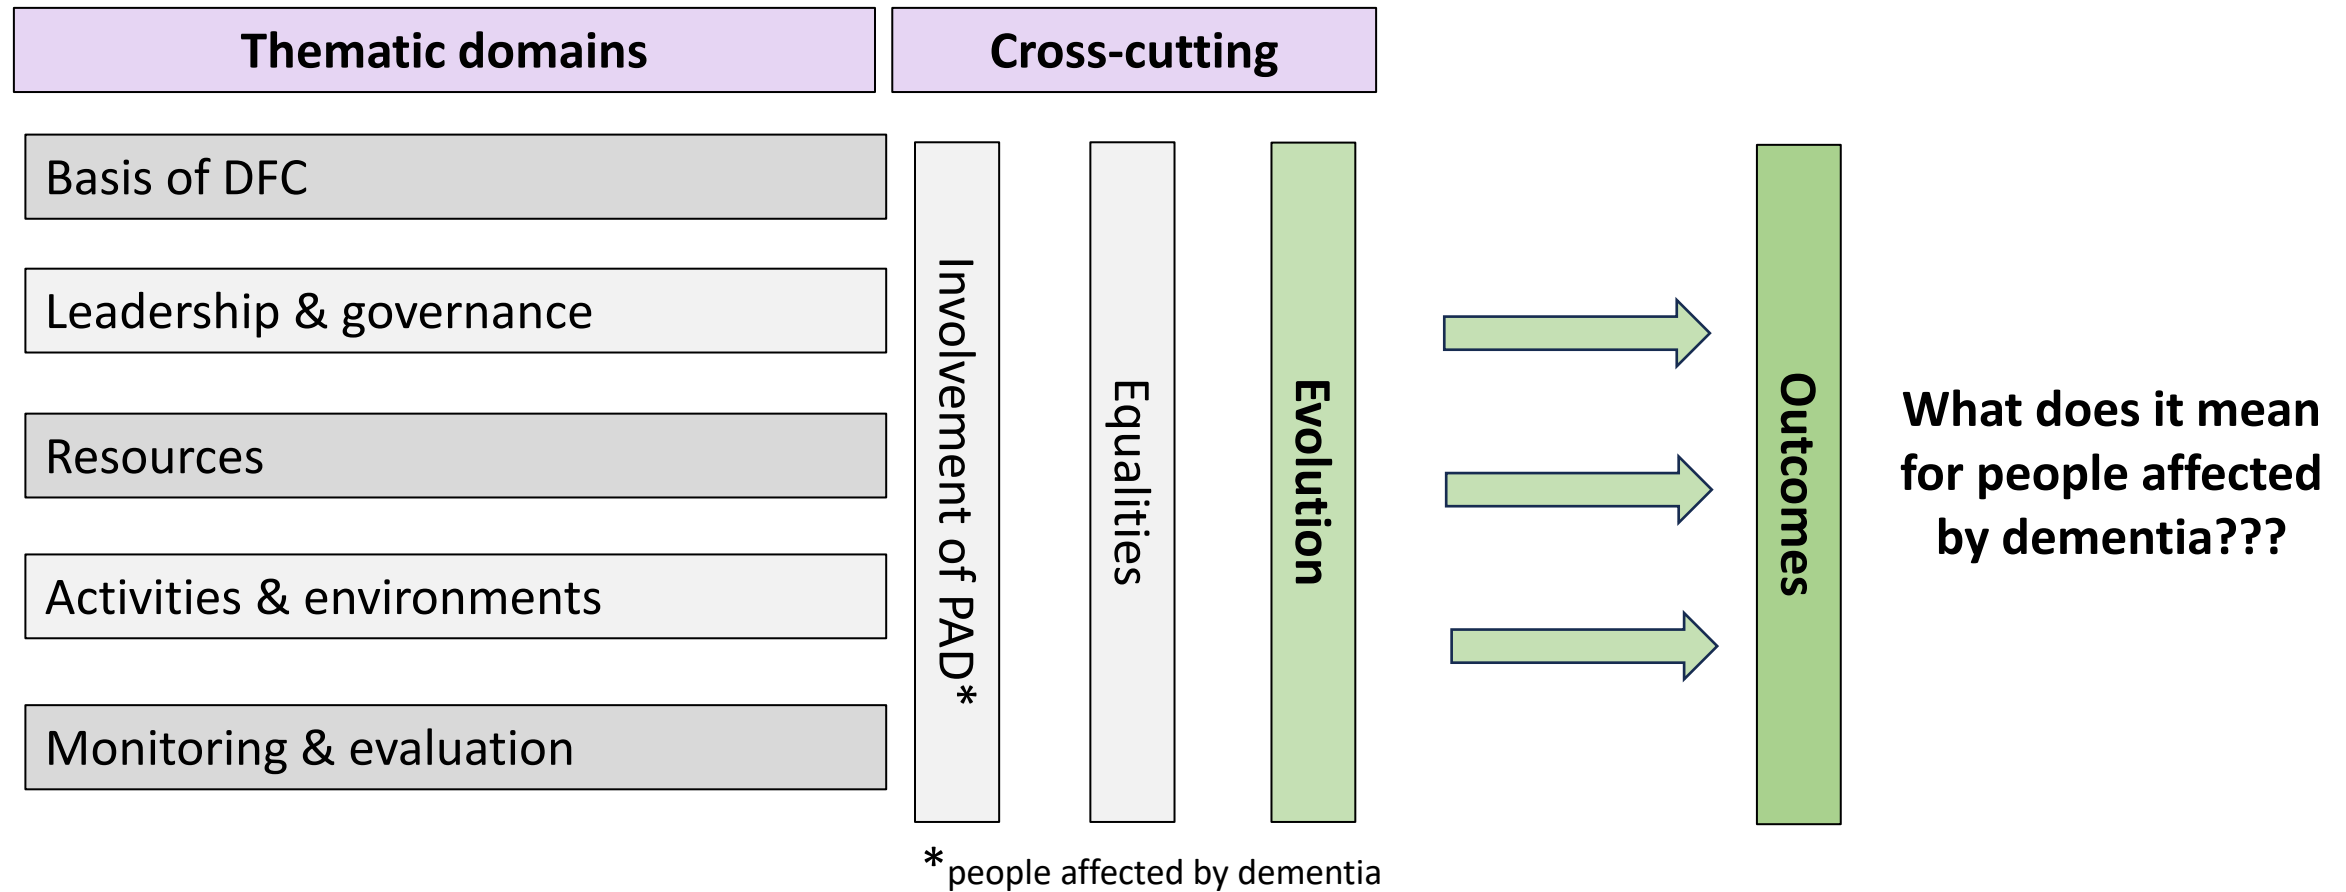 Thematic domains
Cross-cutting
Basis of DFC
Leadership & governance
Resources
Activities & environments
Monitoring & evaluation
Involvement of PAD*
Equalities
Evolution
Outcomes
What does it mean
for people affected
by dementia???
*people affected by dementia